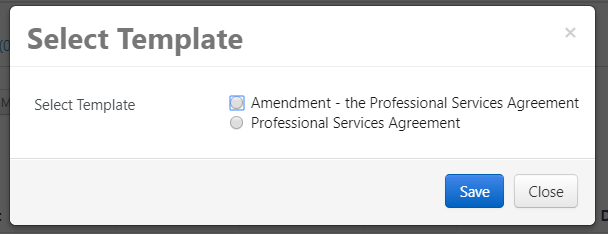 Select Template
×
Select Template
Amendment - the Professional Services Agreement
Professional Services Agreement
Save
Close